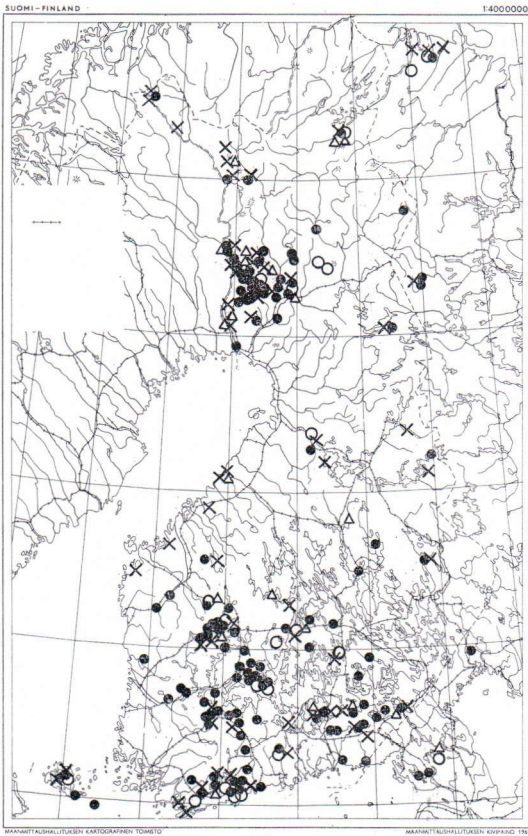 SUOMI–FINLAND
1:4000000
MAANMITTAUSHALLITUKSEN KARTOGRAFINEN TOIMISTO
MAANMITTAUSHALLITUKSEN KIVIPAINO